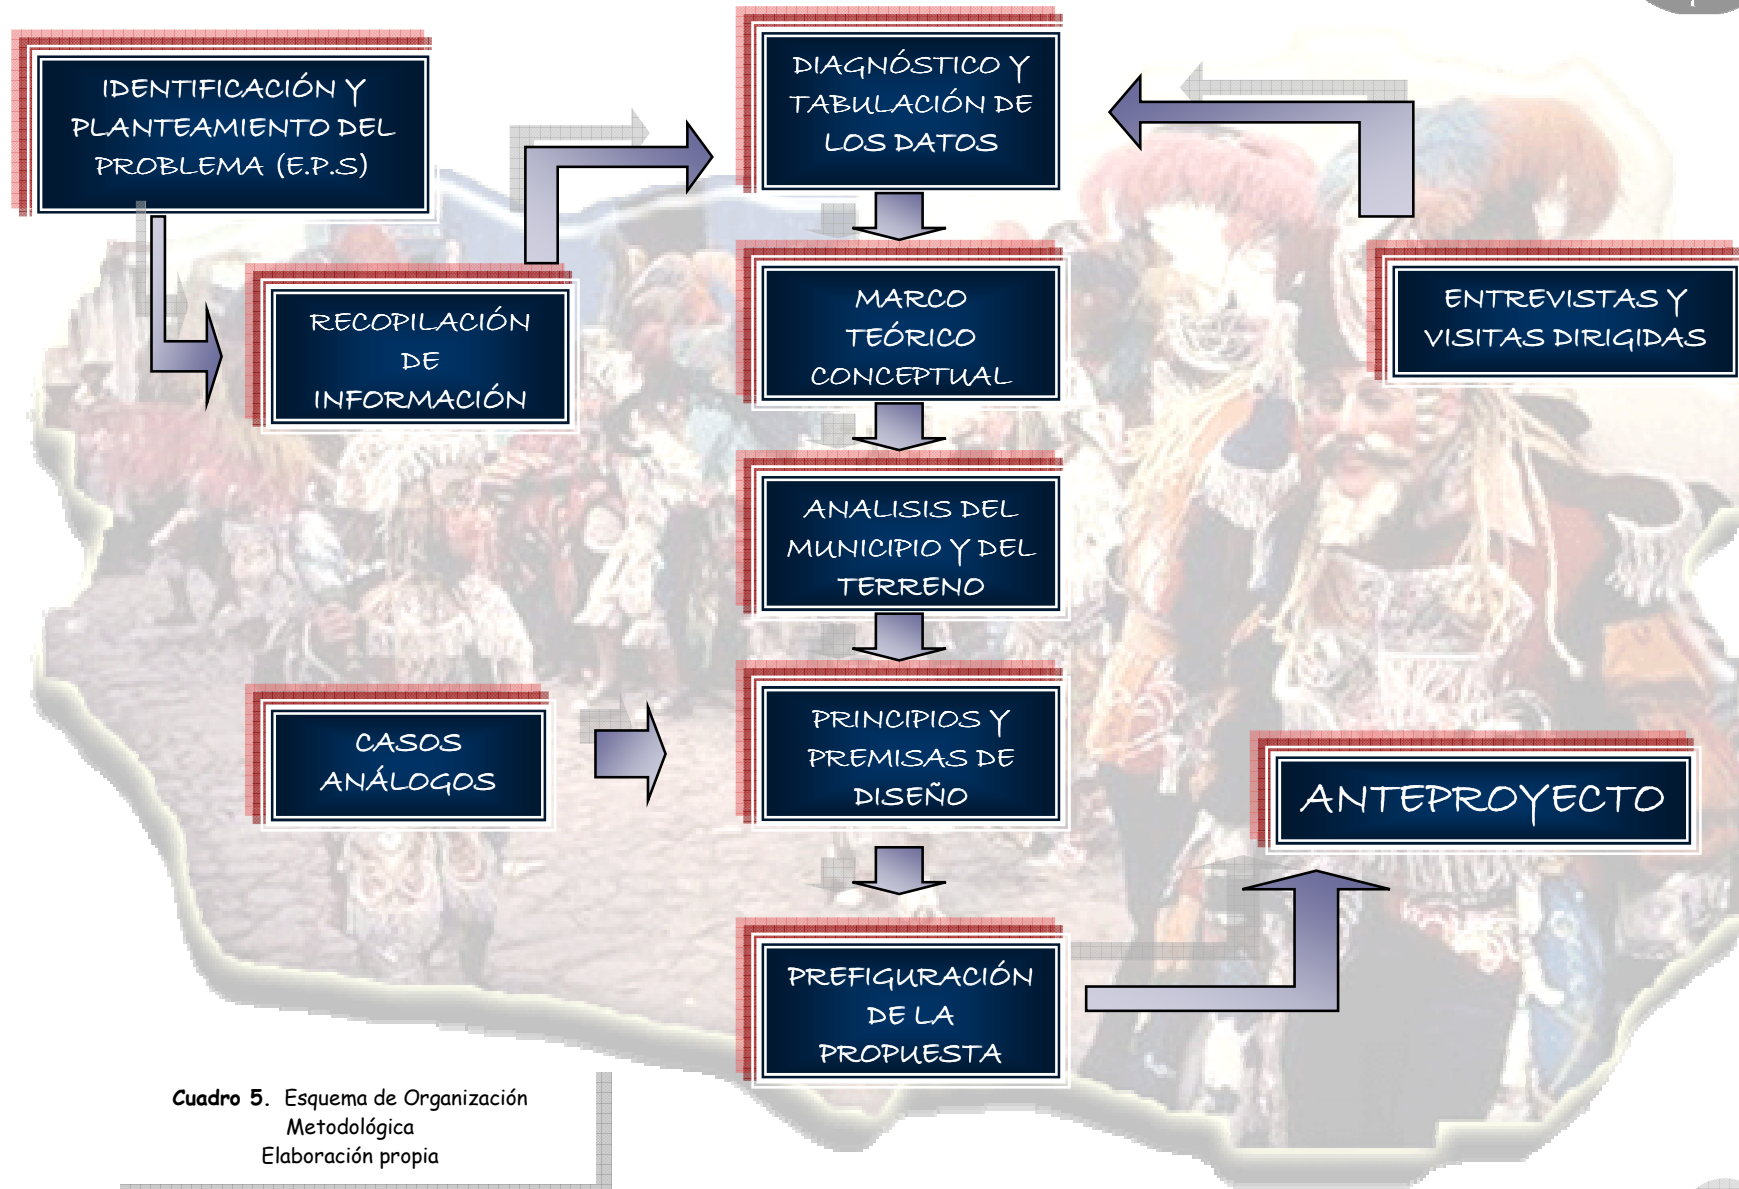 IDENTIFICACIÓN Y
PLANTEAMIENTO DEL
PROBLEMA (E.P.S)
RECOPILACIÓN
DE
INFORMACIÓN
DIAGNÓSTICO Y
TABULACIÓN DE
LOS DATOS
ENTREVISTAS Y
VISITAS DIRIGIDAS
MARCO
TEÓRICO
CONCEPTUAL
ANALISIS DEL
MUNICIPIO Y DEL
TERRENO
CASOS
ANÁLOGOS
PRINCIPIOS Y
PREMISAS DE
DISEÑO
PREFIGURACIÓN
DE LA
PROPUESTA
ANTEPROYECTO
Cuadro 5. Esquema de Organización
Metodológica
Elaboración propia